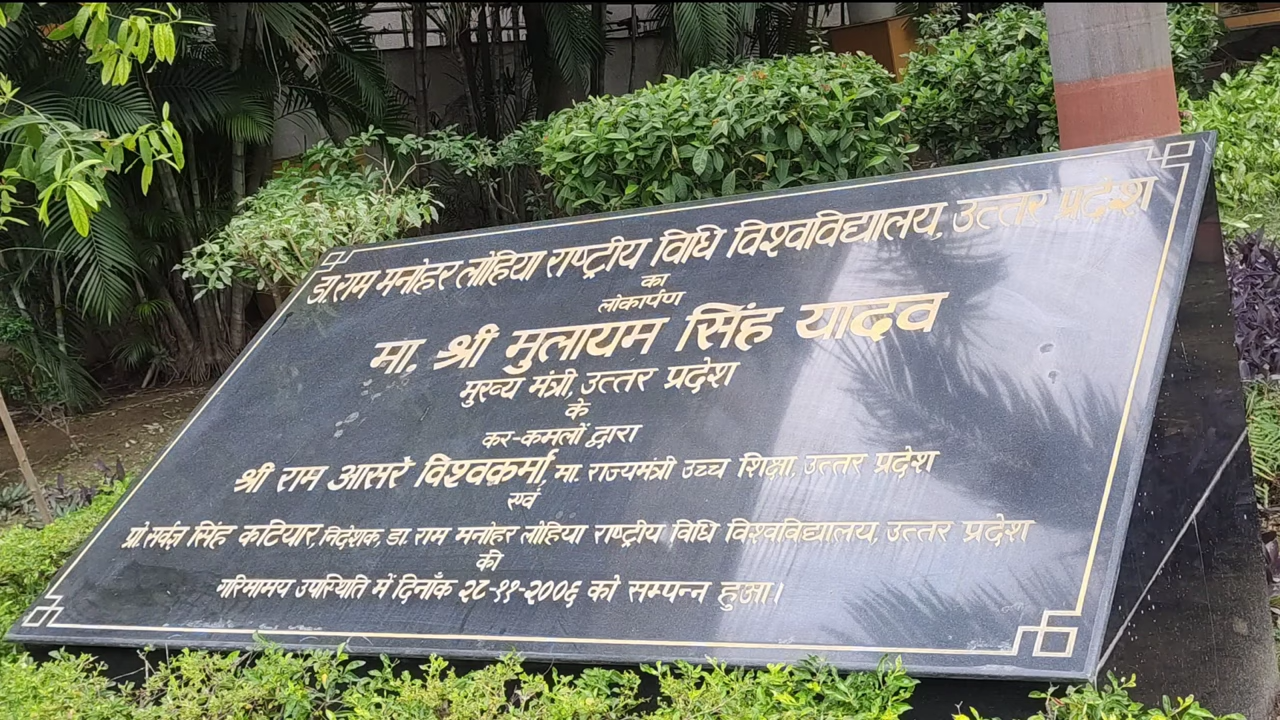 डा. राम मनोहर लोहिया राष्ट्रीय विधि विश्वविद्यालय, उत्तर प्रदेश
का
लोकार्पण
मा. श्री मुलायम सिंह यादव
मुख्य मंत्री, उत्तर प्रदेश
के
कर-कमलों द्वारा
श्री राम आसरे विश्वकर्मा, मा. राज्यमंत्री उच्च शिक्षा, उत्तर प्रदेश
एवं
प्रो. सर्वज्ञ सिंह कटियार, निदेशक, डा. राम मनोहर लोहिया राष्ट्रीय विधि विश्वविद्यालय, उत्तर प्रदेश
की
गरिमामय उपस्थिति में दिनाँक २८-११-२००६ को सम्पन्न हुआ।